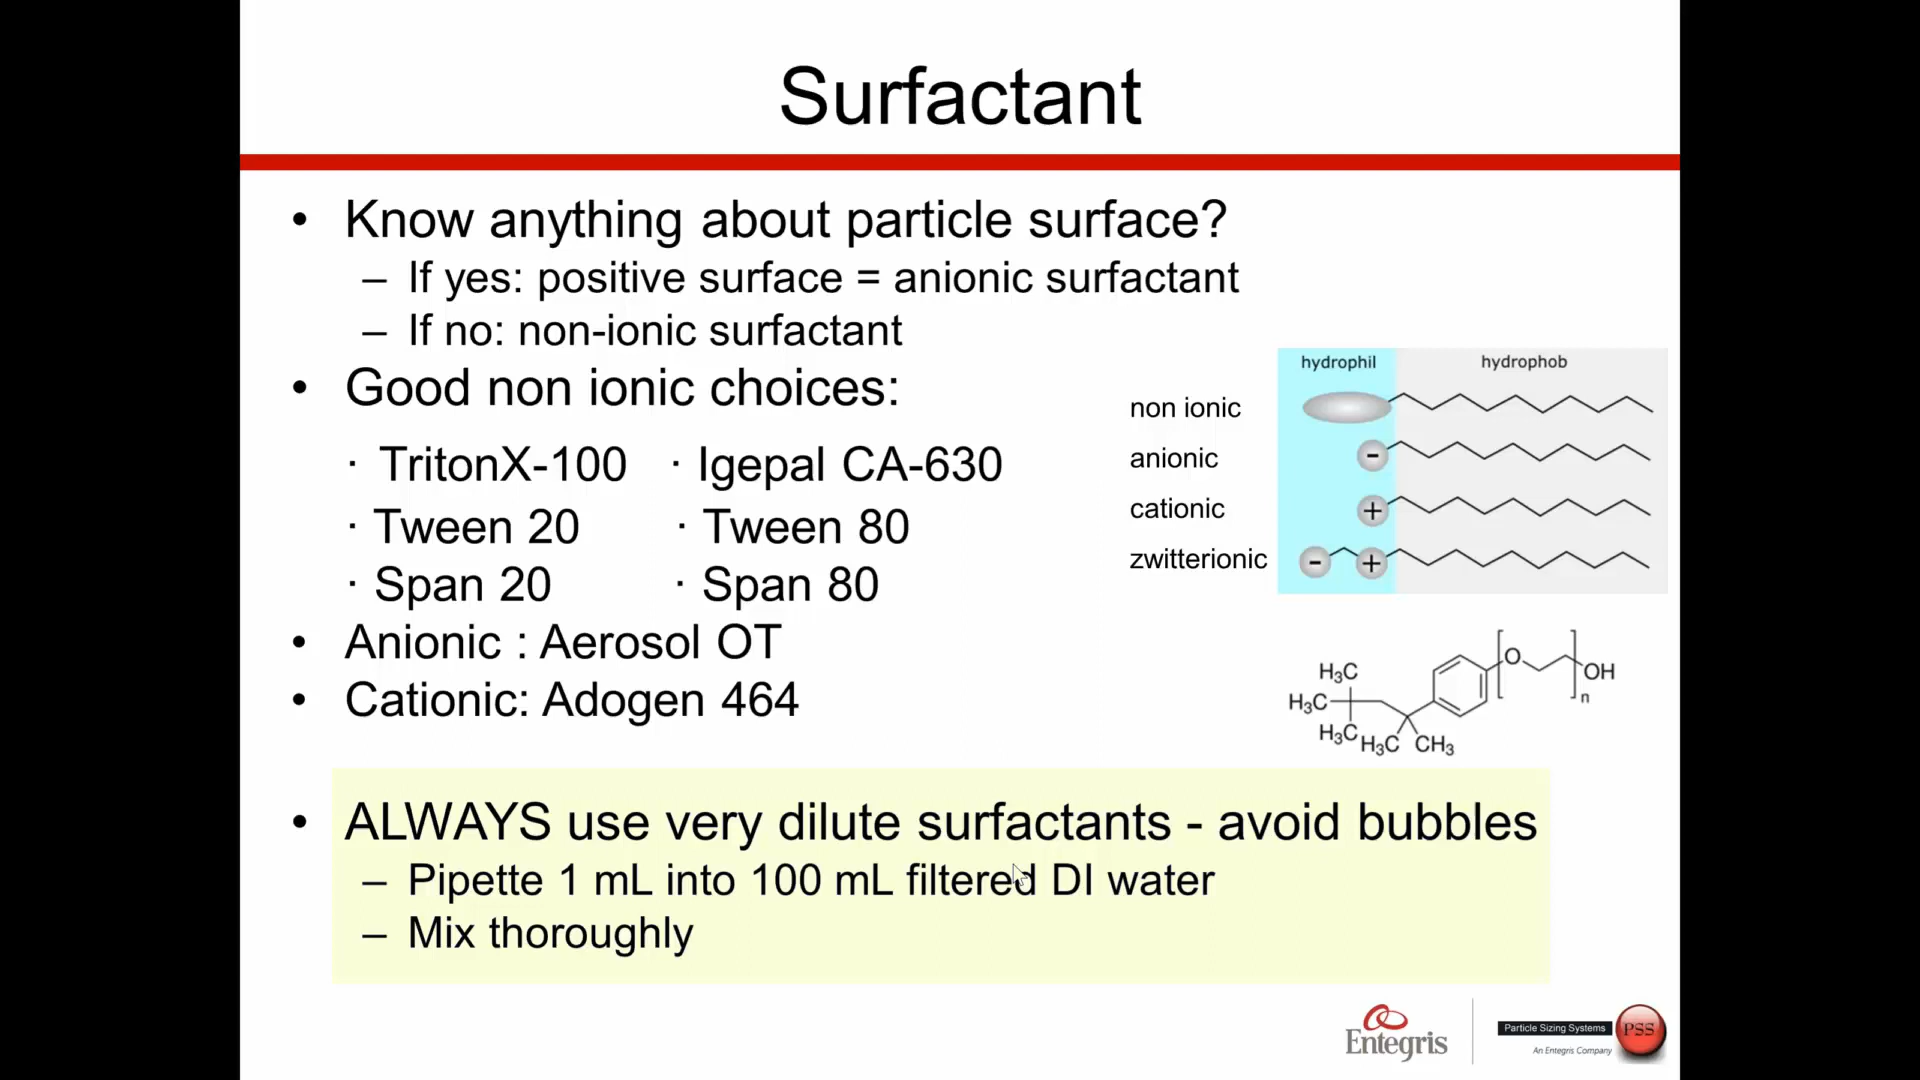 Surfactant
• Know anything about particle surface?
– If yes: positive surface = anionic surfactant
– If no: non-ionic surfactant
• Good non ionic choices:
· TritonX-100 · Igepal CA-630
· Tween 20 · Tween 80
· Span 20 · Span 80
• Anionic : Aerosol OT
• Cationic: Adogen 464
hydrophil hydrophob
non ionic
anionic -
cationic +
zwitterionic - +
H₃C
H₃C
H₃C
H₃C CH₃
O
OH
n
• ALWAYS use very dilute surfactants - avoid bubbles
– Pipette 1 mL into 100 mL filtered DI water
– Mix thoroughly
Entegris
Particle Sizing Systems
PSS
An Entegris Company